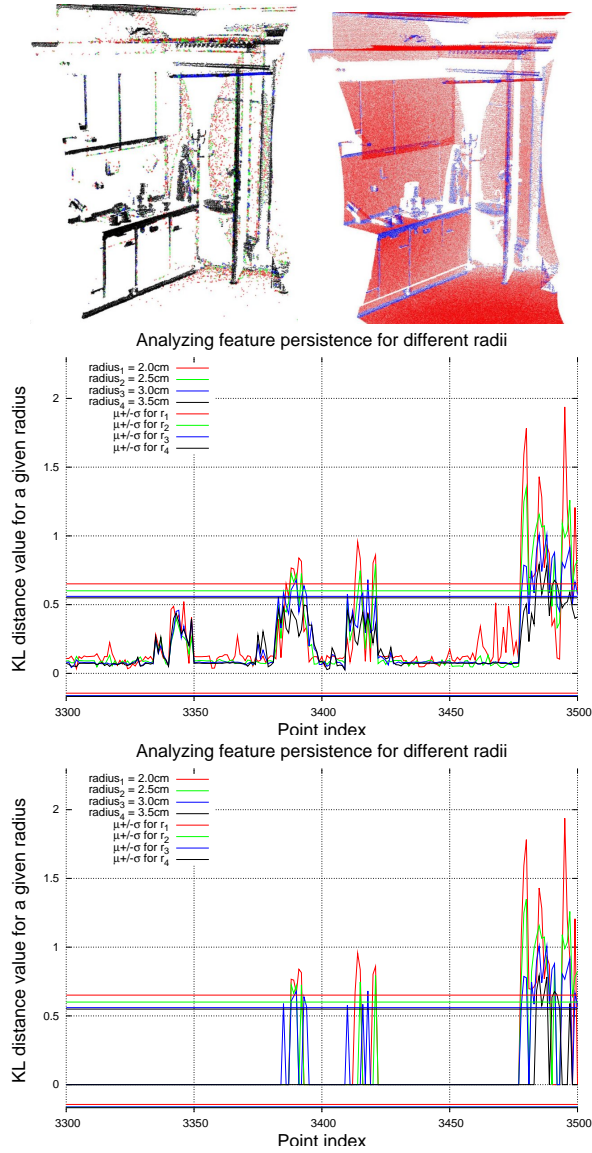 Analyzing feature persistence for different radii
KL distance value for a given radius
radius1 = 2.0cm
radius2 = 2.5cm
radius3 = 3.0cm
radius4 = 3.5cm
μ+/-σ for r1
μ+/-σ for r2
μ+/-σ for r3
μ+/-σ for r4
2
1.5
1
0.5
0
3300 3350 3400 3450 3500
Point index
Analyzing feature persistence for different radii
KL distance value for a given radius
radius1 = 2.0cm
radius2 = 2.5cm
radius3 = 3.0cm
radius4 = 3.5cm
μ+/-σ for r1
μ+/-σ for r2
μ+/-σ for r3
μ+/-σ for r4
2
1.5
1
0.5
0
3300 3350 3400 3450 3500
Point index